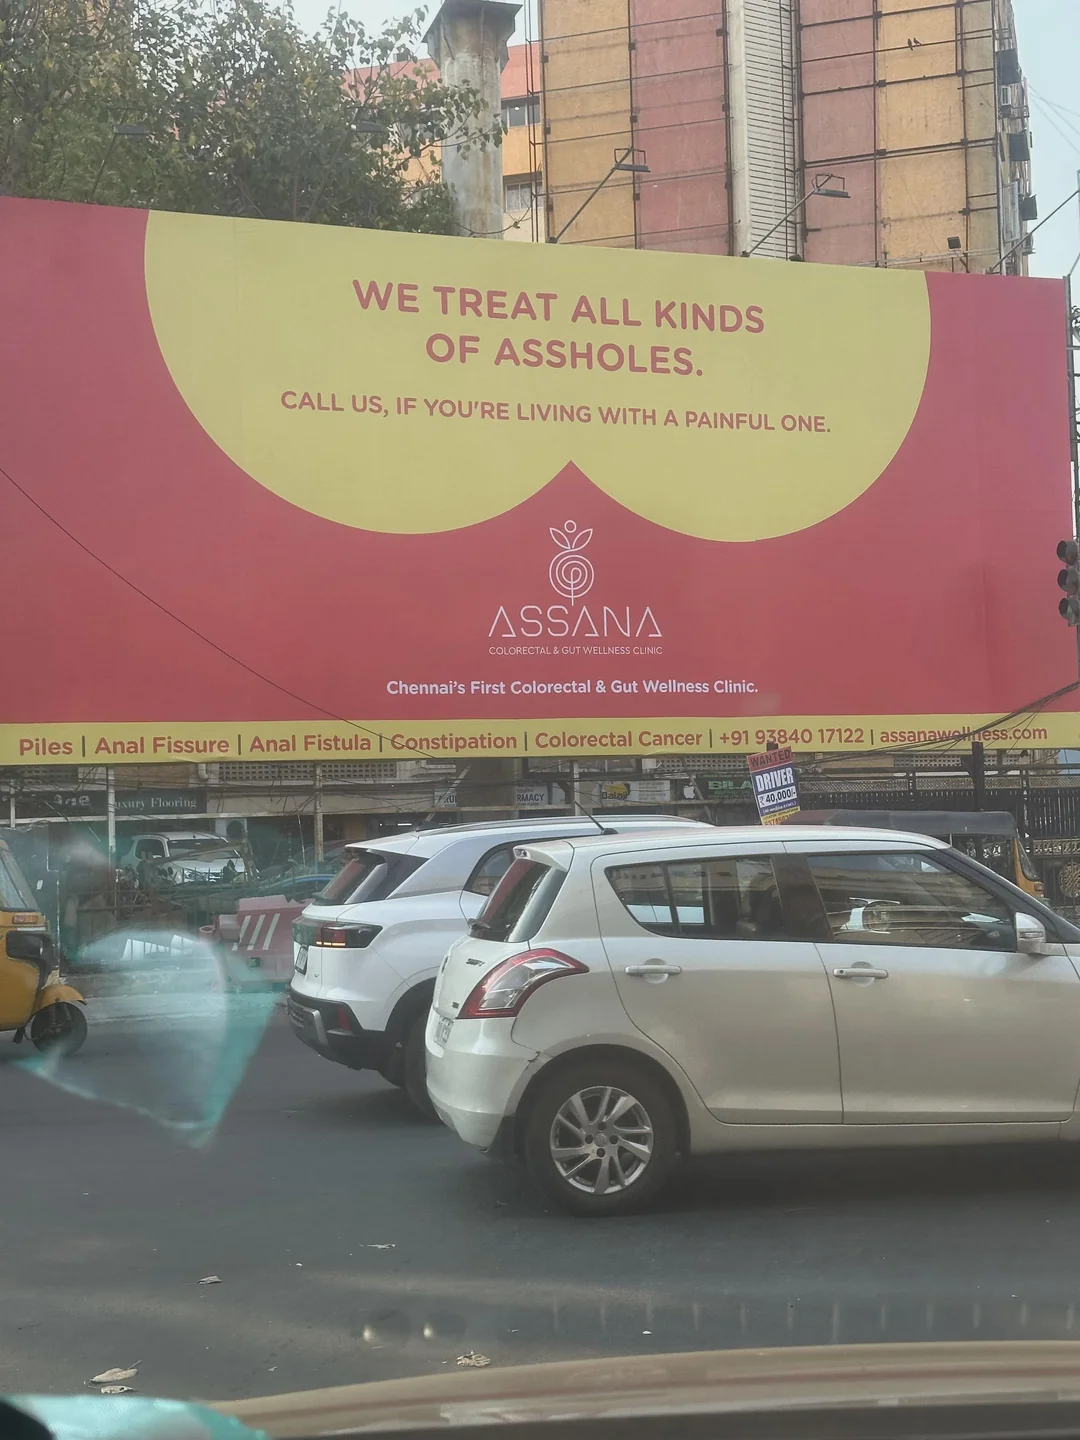 WE TREAT ALL KINDS
OF ASSHOLES.
CALL US, IF YOU'RE LIVING WITH A PAINFUL ONE.
ASSANA
COLORECTAL & GUT WELLNESS CLINIC
Chennai's First Colorectal & Gut Wellness Clinic.
Piles | Anal Fissure | Anal Fistula | Constipation | Colorectal Cancer | +91 93840 17122 | assanawellness.com
WANTED
DRIVER
₹ 40,000/-
Luxury Flooring